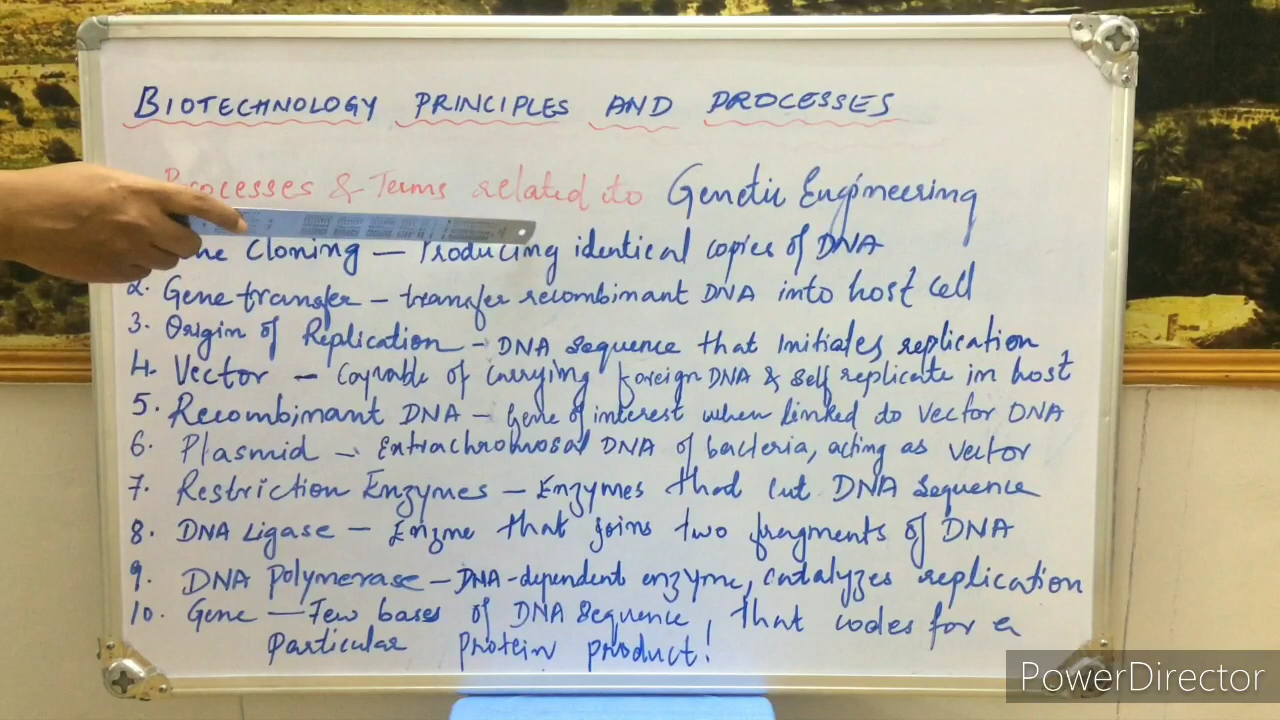 BIOTECHNOLOGY PRINCIPLES AND PROCESSES
Processes & Terms related to Genetic Engineering
ne Cloning – Producing identical copies of DNA
2. Gene transfer – transfer recombinant DNA into host cell
3. Origin of Replication – DNA sequence that initiates replication
4. Vector – Capable of carrying foreign DNA & self replicate in host
5. Recombinant DNA – Gene of interest when linked to vector DNA
6. Plasmid – Extrachromosal DNA of bacteria, acting as vector
7. Restriction Enzymes – Enzymes that cut DNA sequence
8. DNA Ligase – Enzme that joins two fragments of DNA
9. DNA polymerase – DNA-dependent enzyme, catalyzes replication
10. Gene – Few bases of DNA sequence, that codes for a
particular protein product!
PowerDirector